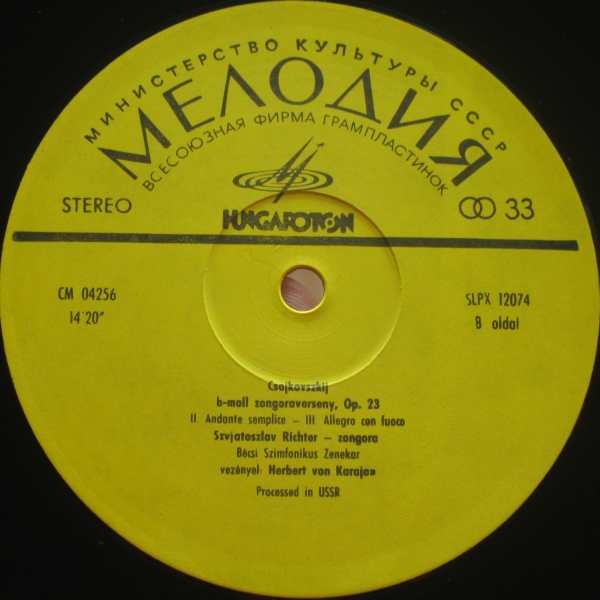 МИНИСТЕРСТВО КУЛЬТУРЫ СССР
МЕЛОДИЯ
ВСЕСОЮЗНАЯ ФИРМА ГРАМПЛАСТИНОК
STEREO
33
HUNGAROTON
CM 04256
SLPX 12074
14'20"
B oldal
Csajkovszkij
b-moll zongoraverseny, Op. 23
II. Andante semplice – III. Allegro con fuoco
Szvjatoszlav Richter – zongora
Bécsi Szimfonikus Zenekar
vezényel: Herbert von Karajan
Processed in USSR